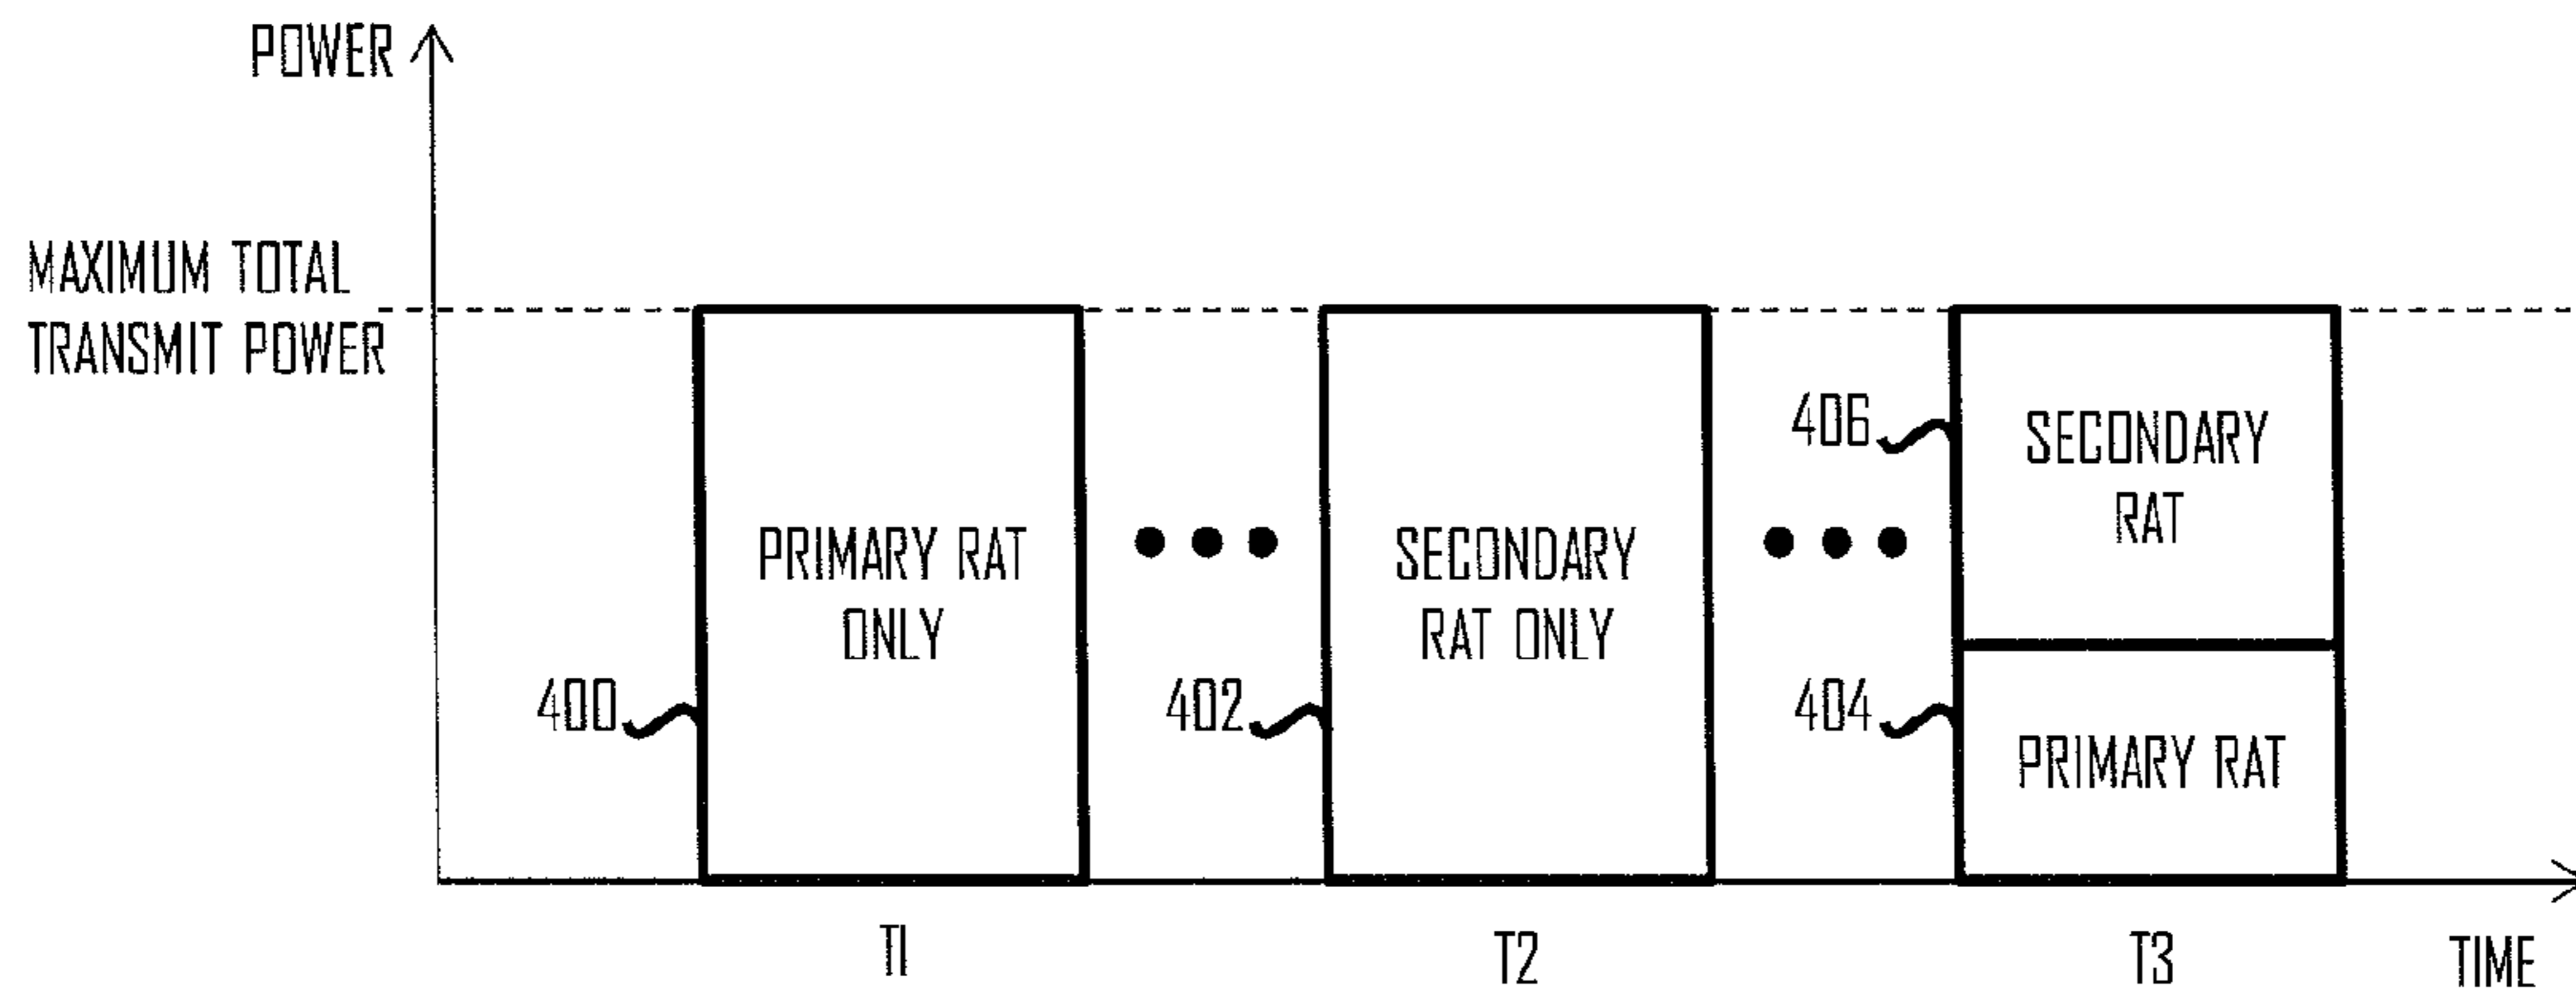 POWER
MAXIMUM TOTAL
TRANSMIT POWER
400
PRIMARY RAT
ONLY
402
SECONDARY
RAT ONLY
406
SECONDARY
RAT
404
PRIMARY RAT
T1
T2
T3
TIME